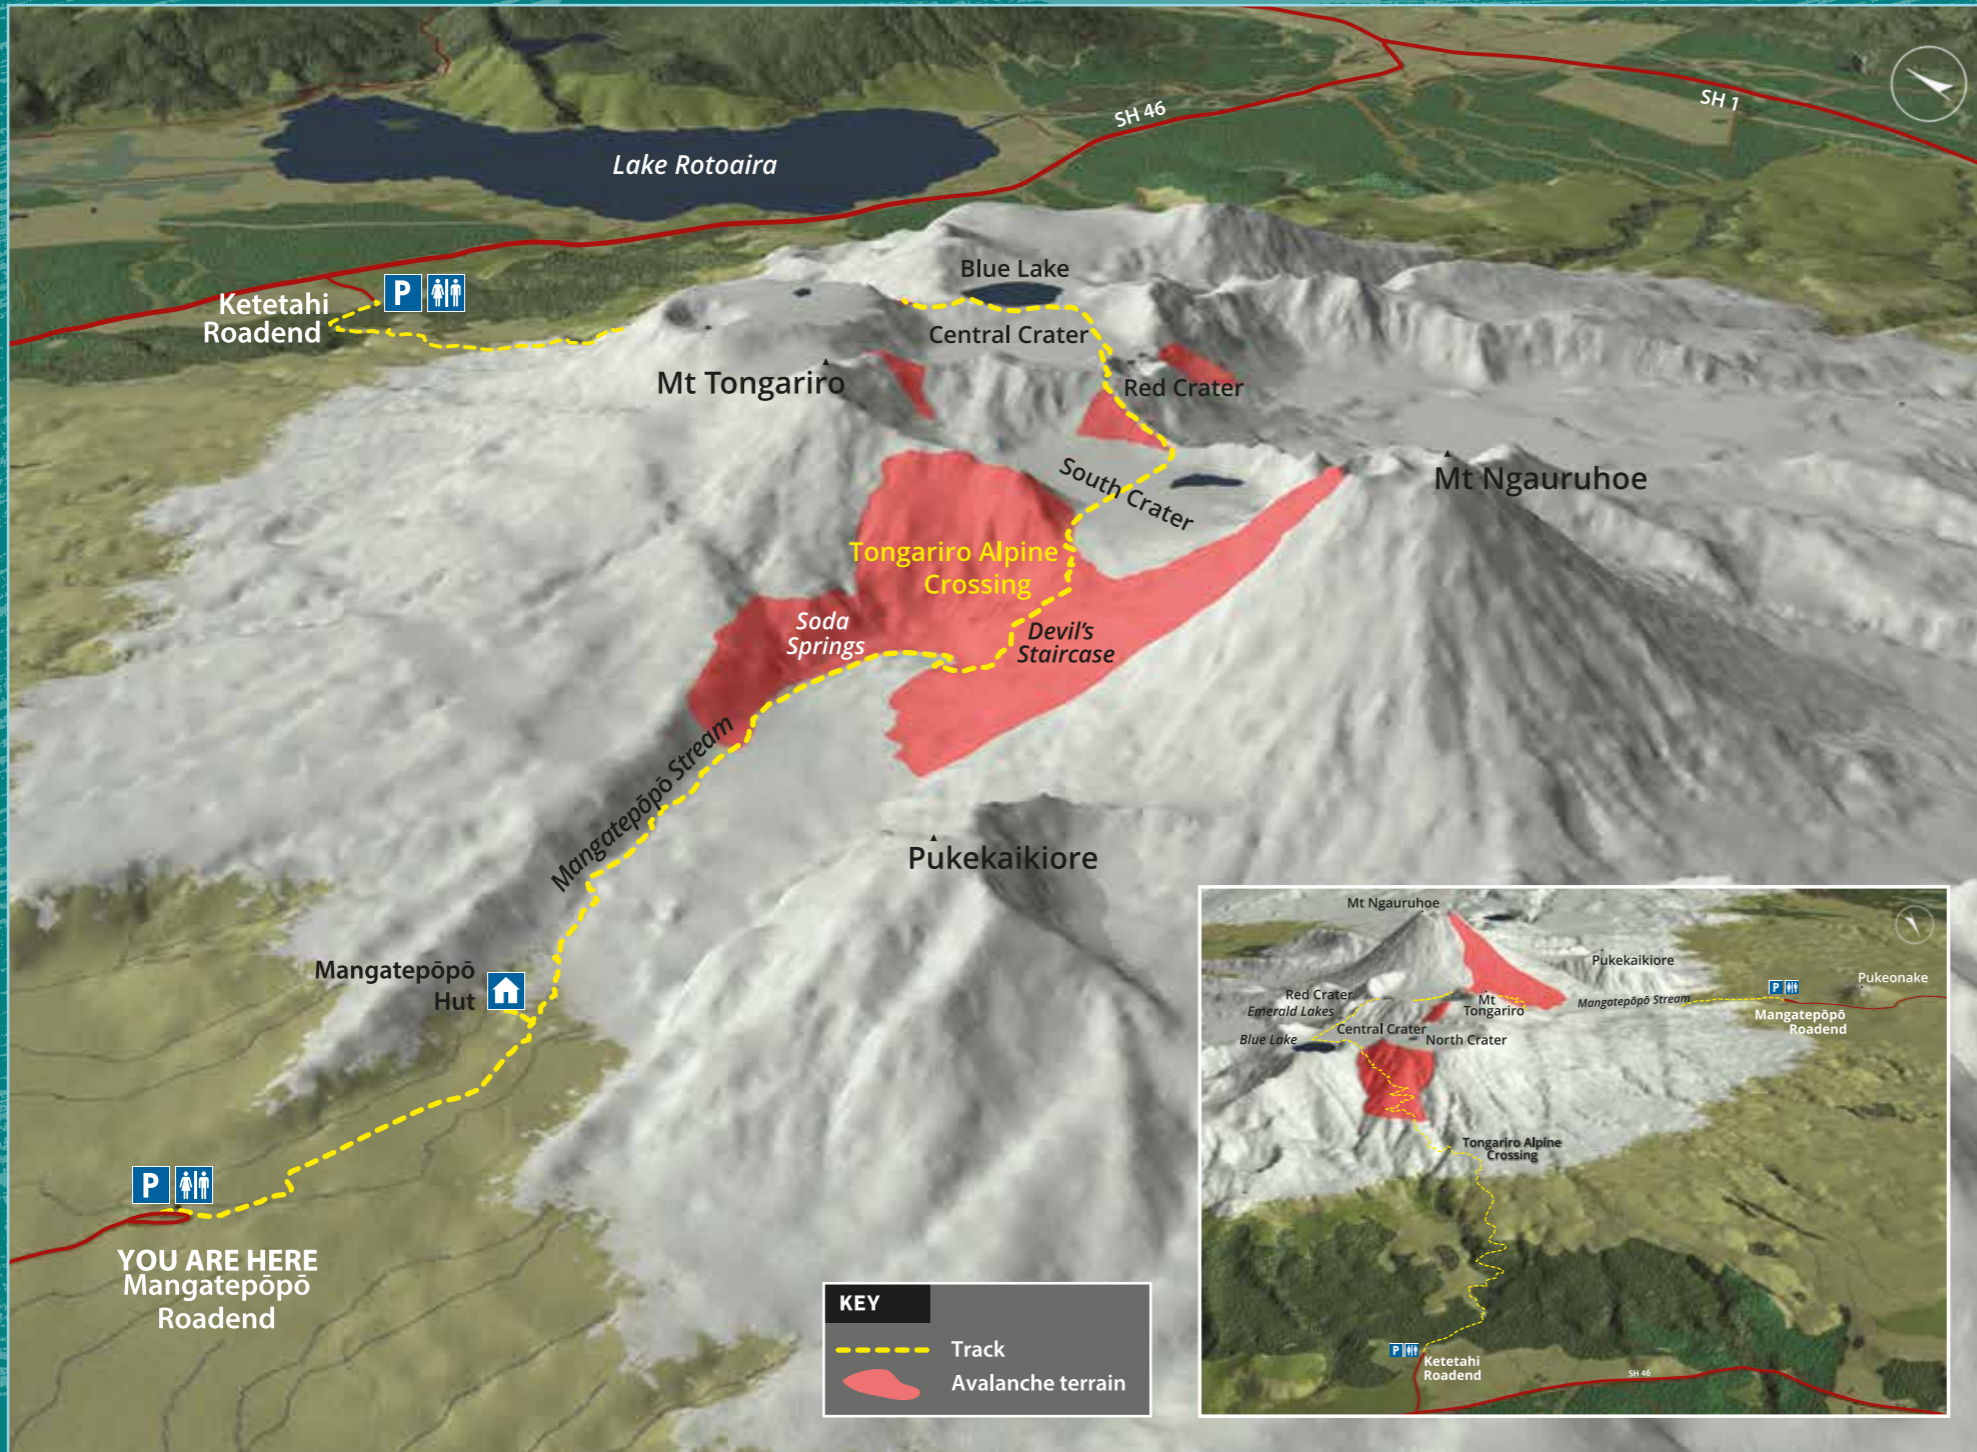 SH 46
SH 1
Lake Rotoaira
Blue Lake
Ketetahi
Roadend
P
Central Crater
Mt Tongariro
Red Crater
South Crater
Mt Ngauruhoe
Tongariro Alpine
Crossing
Soda
Springs
Devil's
Staircase
Mangatepōpō Stream
Pukekaikiore
Mangatepōpō
Hut
P
YOU ARE HERE
Mangatepōpō
Roadend
KEY
Track
Avalanche terrain
Mt Ngauruhoe
Pukekaikiore
Pukeonake
P
Red Crater
Mt
Tongariro
Mangatepōpō Stream
Emerald Lakes
Mangatepōpō
Roadend
Central Crater
Blue Lake
North Crater
Tongariro Alpine
Crossing
P
Ketetahi
Roadend
SH 46